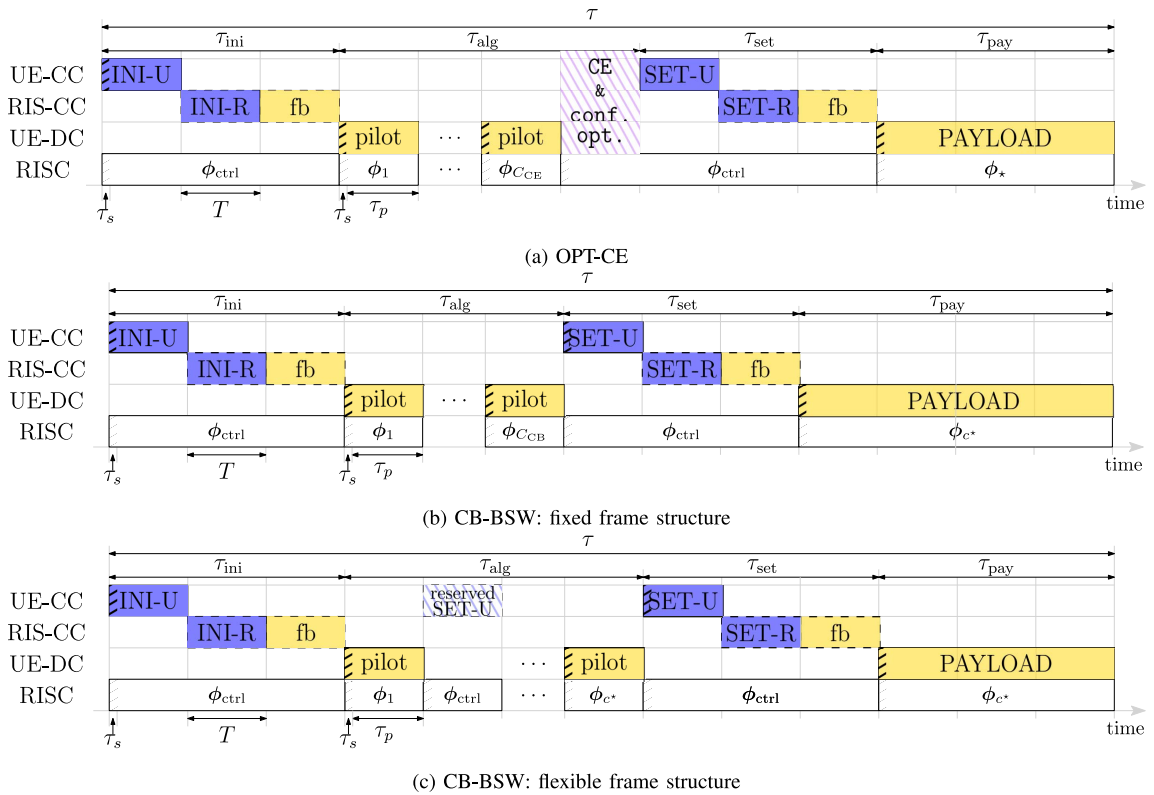 τ
τ_ini τ_alg τ_set τ_pay
UE-CC INI-U CE & conf. opt. SET-U
RIS-CC INI-R fb SET-R fb
UE-DC pilot ··· pilot PAYLOAD
RISC ϕ_ctrl ϕ_1 ··· ϕ_{C_CE} ϕ_ctrl ϕ_⋆
τ_s T τ_s τ_p time
(a) OPT-CE
τ
τ_ini τ_alg τ_set τ_pay
UE-CC INI-U SET-U
RIS-CC INI-R fb SET-R fb
UE-DC pilot ··· pilot PAYLOAD
RISC ϕ_ctrl ϕ_1 ϕ_{C_CB} ϕ_ctrl ϕ_{c⋆}
τ_s T τ_s τ_p time
(b) CB-BSW: fixed frame structure
τ
τ_ini τ_alg τ_set τ_pay
UE-CC INI-U reserved SET-U SET-U
RIS-CC INI-R fb SET-R fb
UE-DC pilot ··· pilot PAYLOAD
RISC ϕ_ctrl ϕ_1 ϕ_ctrl ··· ϕ_{c⋆} ϕ_ctrl ϕ_{c⋆}
τ_s T τ_s τ_p time
(c) CB-BSW: flexible frame structure